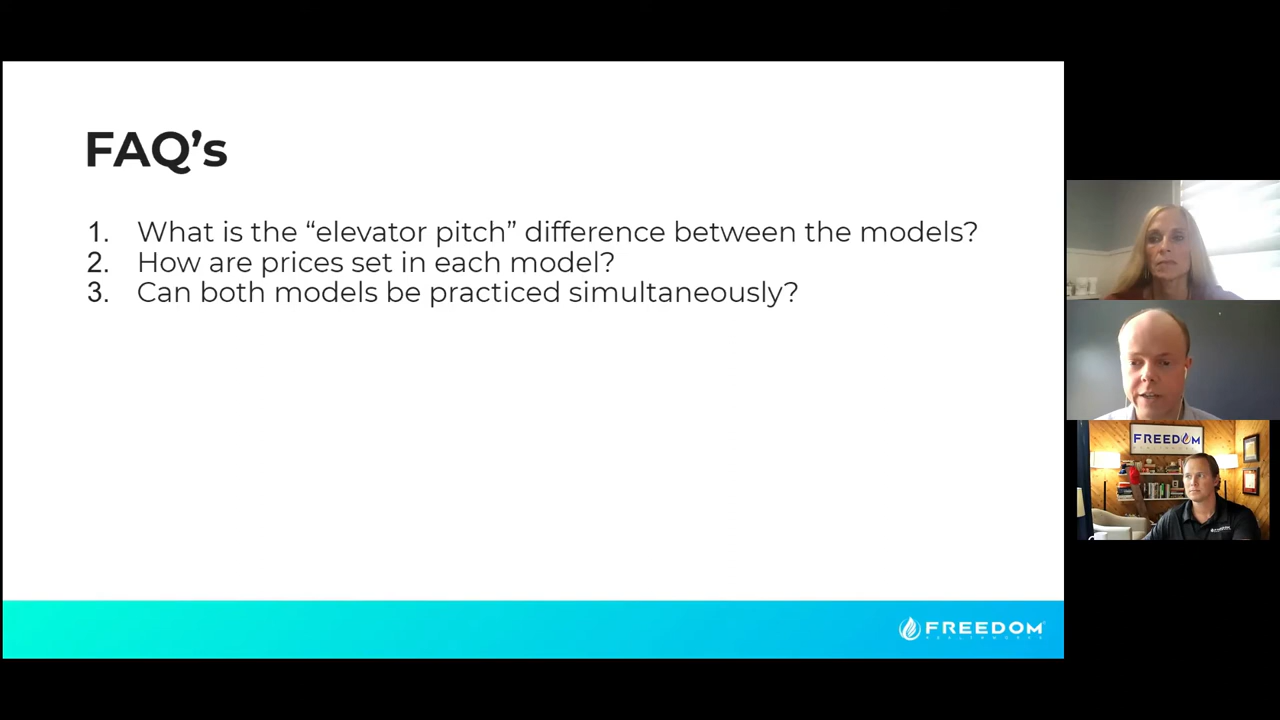 FAQ’s
1. What is the “elevator pitch” difference between the models?
2. How are prices set in each model?
3. Can both models be practiced simultaneously?
FREEDOM
HEALTHWORKS
FREEDOM